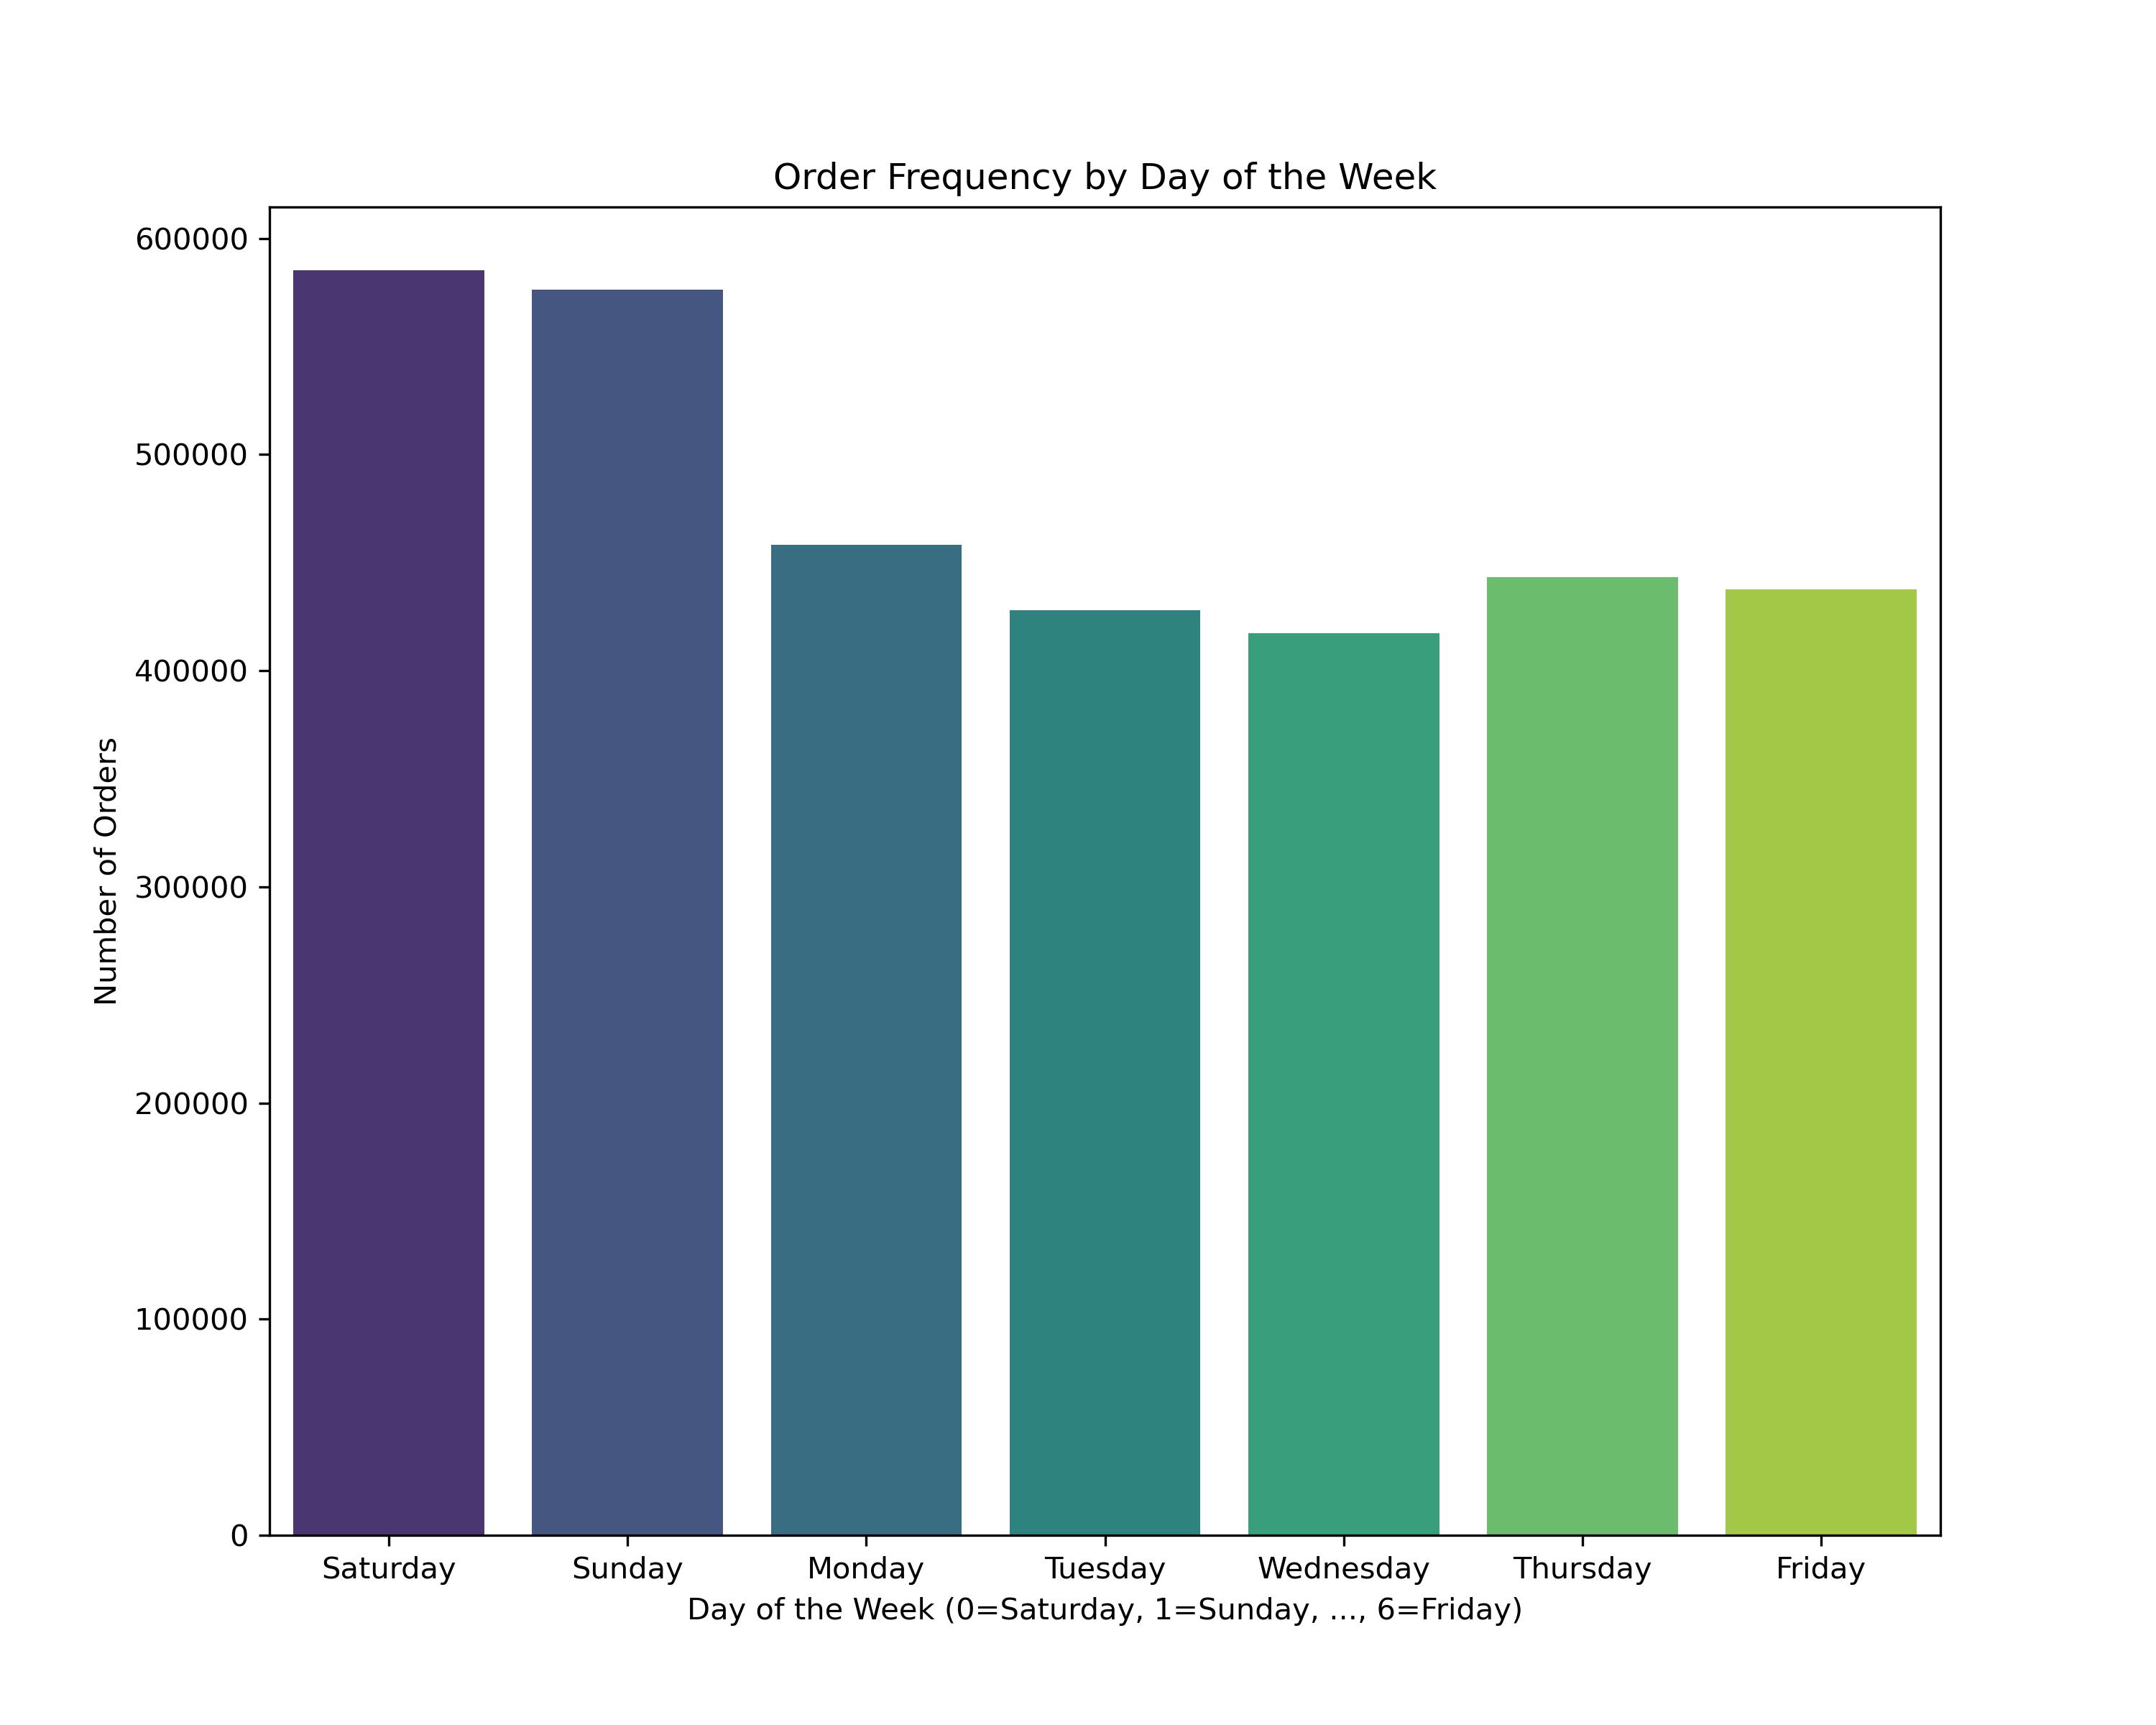 Order Frequency by Day of the Week
600000
500000
400000
300000
200000
100000
0
Number of Orders
Saturday Sunday Monday Tuesday Wednesday Thursday Friday
Day of the Week (0=Saturday, 1=Sunday, ..., 6=Friday)